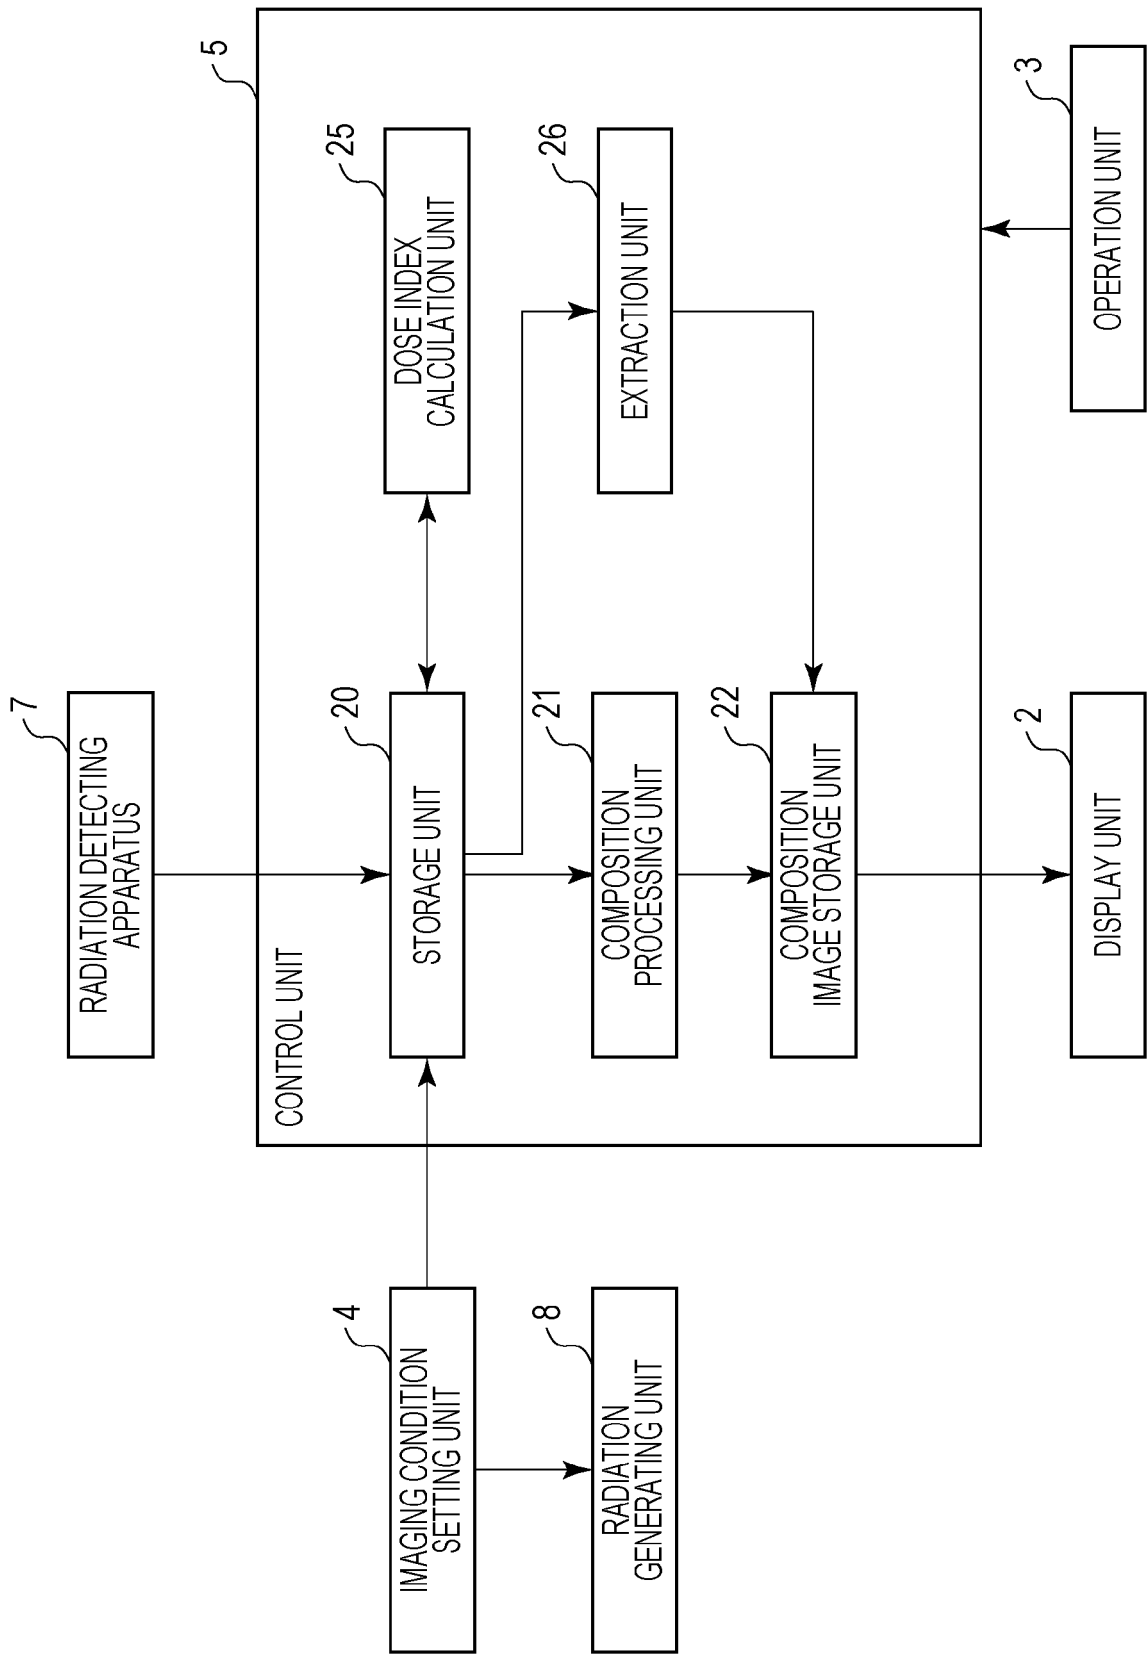 7
RADIATION DETECTING
APPARATUS
5
CONTROL UNIT
4
IMAGING CONDITION
SETTING UNIT
20
STORAGE UNIT
25
DOSE INDEX
CALCULATION UNIT
8
RADIATION
GENERATING UNIT
21
COMPOSITION
PROCESSING UNIT
26
EXTRACTION UNIT
22
COMPOSITION
IMAGE STORAGE UNIT
2
DISPLAY UNIT
3
OPERATION UNIT